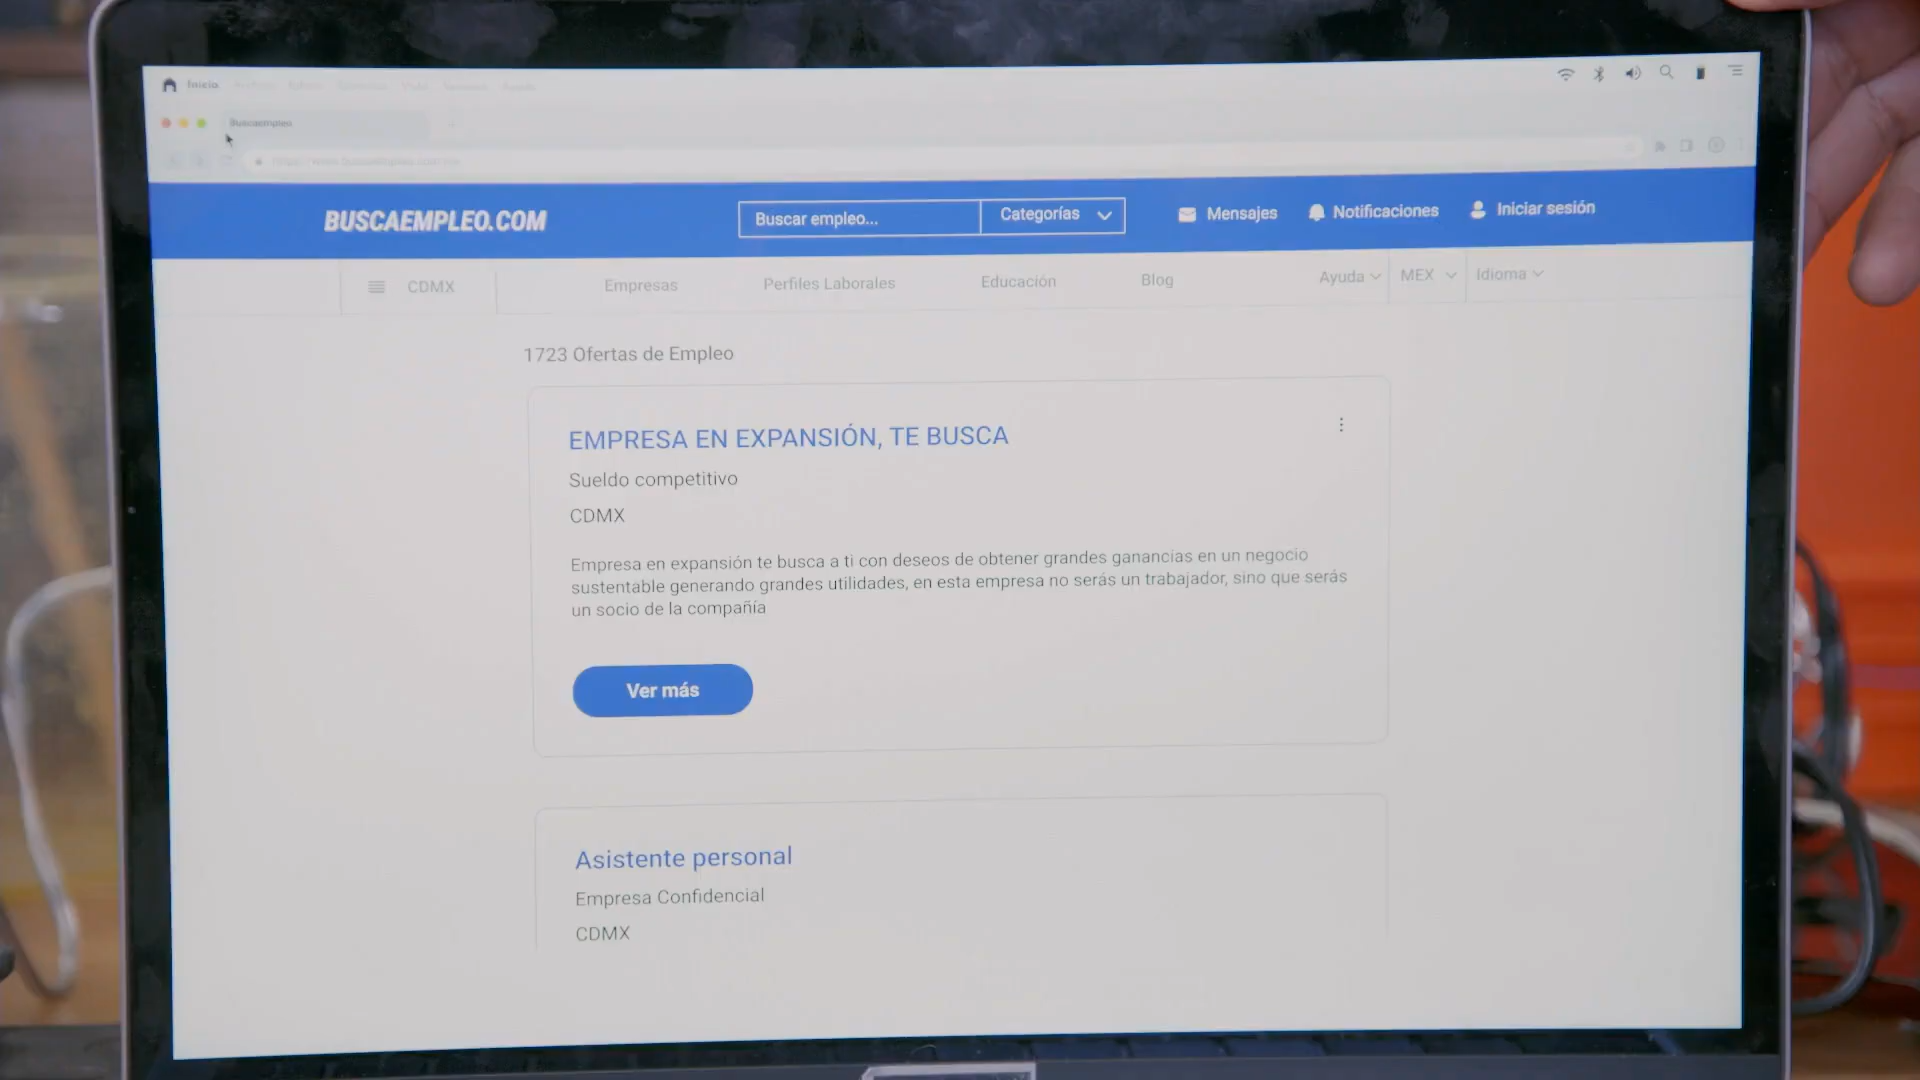 Inicio
Buscaempleo
BUSCAEMPLEO.COM
Buscar empleo...
Categorías
Mensajes
Notificaciones
Iniciar sesión
CDMX
Empresas
Perfiles Laborales
Educación
Blog
Ayuda
MEX
Idioma
1723 Ofertas de Empleo
EMPRESA EN EXPANSIÓN, TE BUSCA
Sueldo competitivo
CDMX
Empresa en expansión te busca a ti con deseos de obtener grandes ganancias en un negocio
sustentable generando grandes utilidades, en esta empresa no serás un trabajador, sino que serás
un socio de la compañía
Ver más
Asistente personal
Empresa Confidencial
CDMX